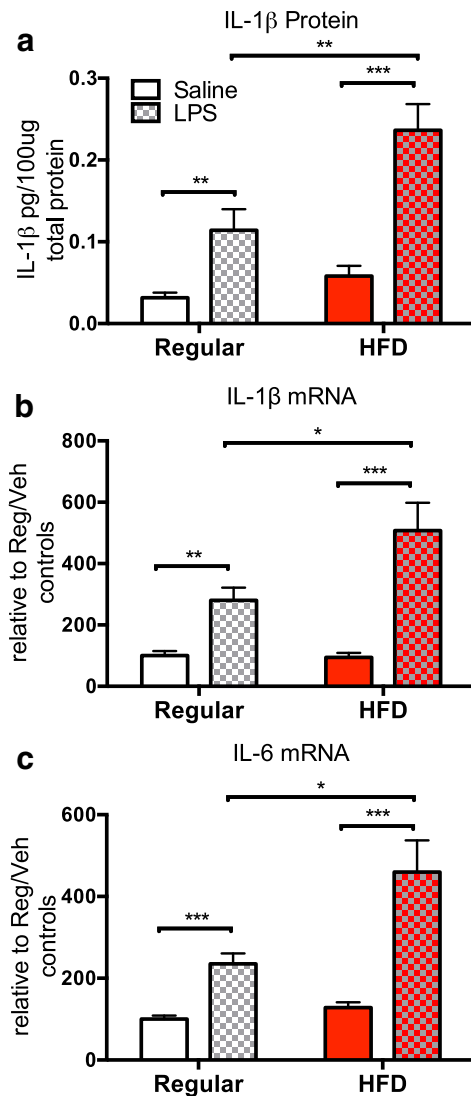 a
IL-1β Protein
**
***
0.3
Saline
LPS
0.2
**
0.1
0.0
IL-1β pg/100ug
total protein
Regular
HFD
b
IL-1β mRNA
800
*
***
600
**
400
200
0
relative to Reg/Veh
controls
Regular
HFD
c
IL-6 mRNA
*
600
***
400
***
200
0
relative to Reg/Veh
controls
Regular
HFD